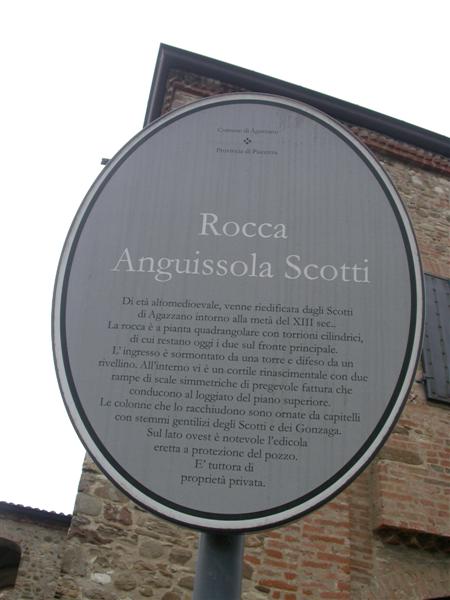 Comune di Agazzano
Provincia di Piacenza
Rocca
Anguissola Scotti
Di età altomedioevale, venne riedificata dagli Scotti
di Agazzano intorno alla metà del XIII sec..
La rocca è a pianta quadrangolare con torrioni cilindrici,
di cui restano oggi i due sul fronte principale.
L' ingresso è sormontato da una torre e difeso da un
rivellino. All'interno vi è un cortile rinascimentale con due
rampe di scale simmetriche di pregevole fattura che
conducono al loggiato del piano superiore.
Le colonne che lo racchiudono sono ornate da capitelli
con stemmi gentilizi degli Scotti e dei Gonzaga.
Sul lato ovest è notevole l'edicola
eretta a protezione del pozzo.
E' tuttora di
proprietà privata.